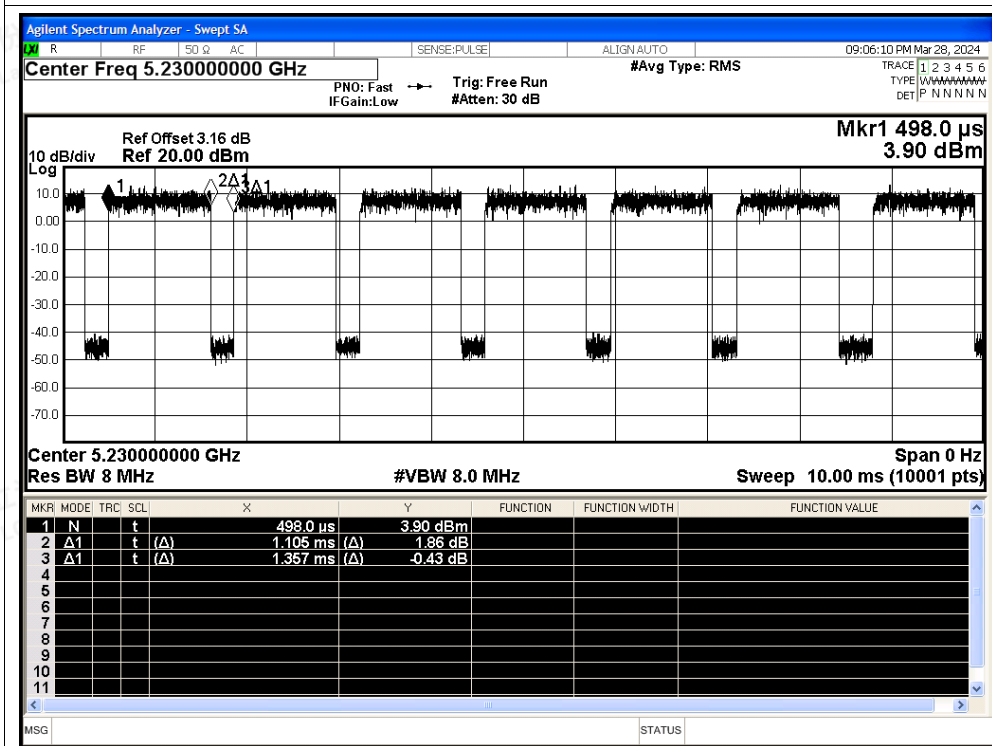 Agilent Spectrum Analyzer - Swept SA
LXI R RF 50 Ω AC SENSE:PULSE ALIGN AUTO 09:06:10 PM Mar 28, 2024
Center Freq 5.230000000 GHz #Avg Type: RMS TRACE 1 2 3 4 5 6
PNO: Fast Trig: Free Run TYPE WWWWWW
IFGain:Low #Atten: 30 dB DET P N N N N N
Mkr1 498.0 µs
Ref Offset 3.16 dB
10 dB/div Ref 20.00 dBm 3.90 dBm
Log
1 2Δ1 3Δ1
10.0
0.00
-10.0
-20.0
-30.0
-40.0
-50.0
-60.0
-70.0
Center 5.230000000 GHz Span 0 Hz
Res BW 8 MHz #VBW 8.0 MHz Sweep 10.00 ms (10001 pts)
MKR MODE TRC SCL X Y FUNCTION FUNCTION WIDTH FUNCTION VALUE
1 N t 498.0 µs 3.90 dBm
2 Δ1 t (Δ) 1.105 ms (Δ) 1.86 dB
3 Δ1 t (Δ) 1.357 ms (Δ) -0.43 dB
4
5
6
7
8
9
10
11
MSG STATUS